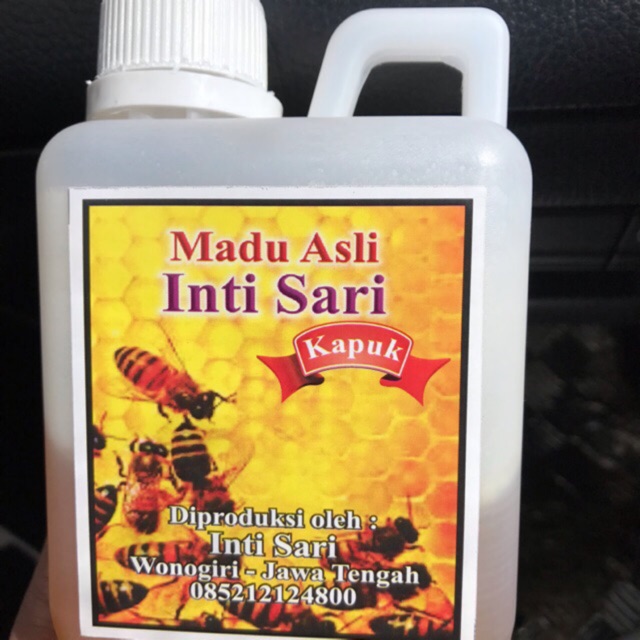 Madu Asli
Inti Sari
Kapuk
Diproduksi oleh :
Inti Sari
Wonogiri - Jawa Tengah
085212124800